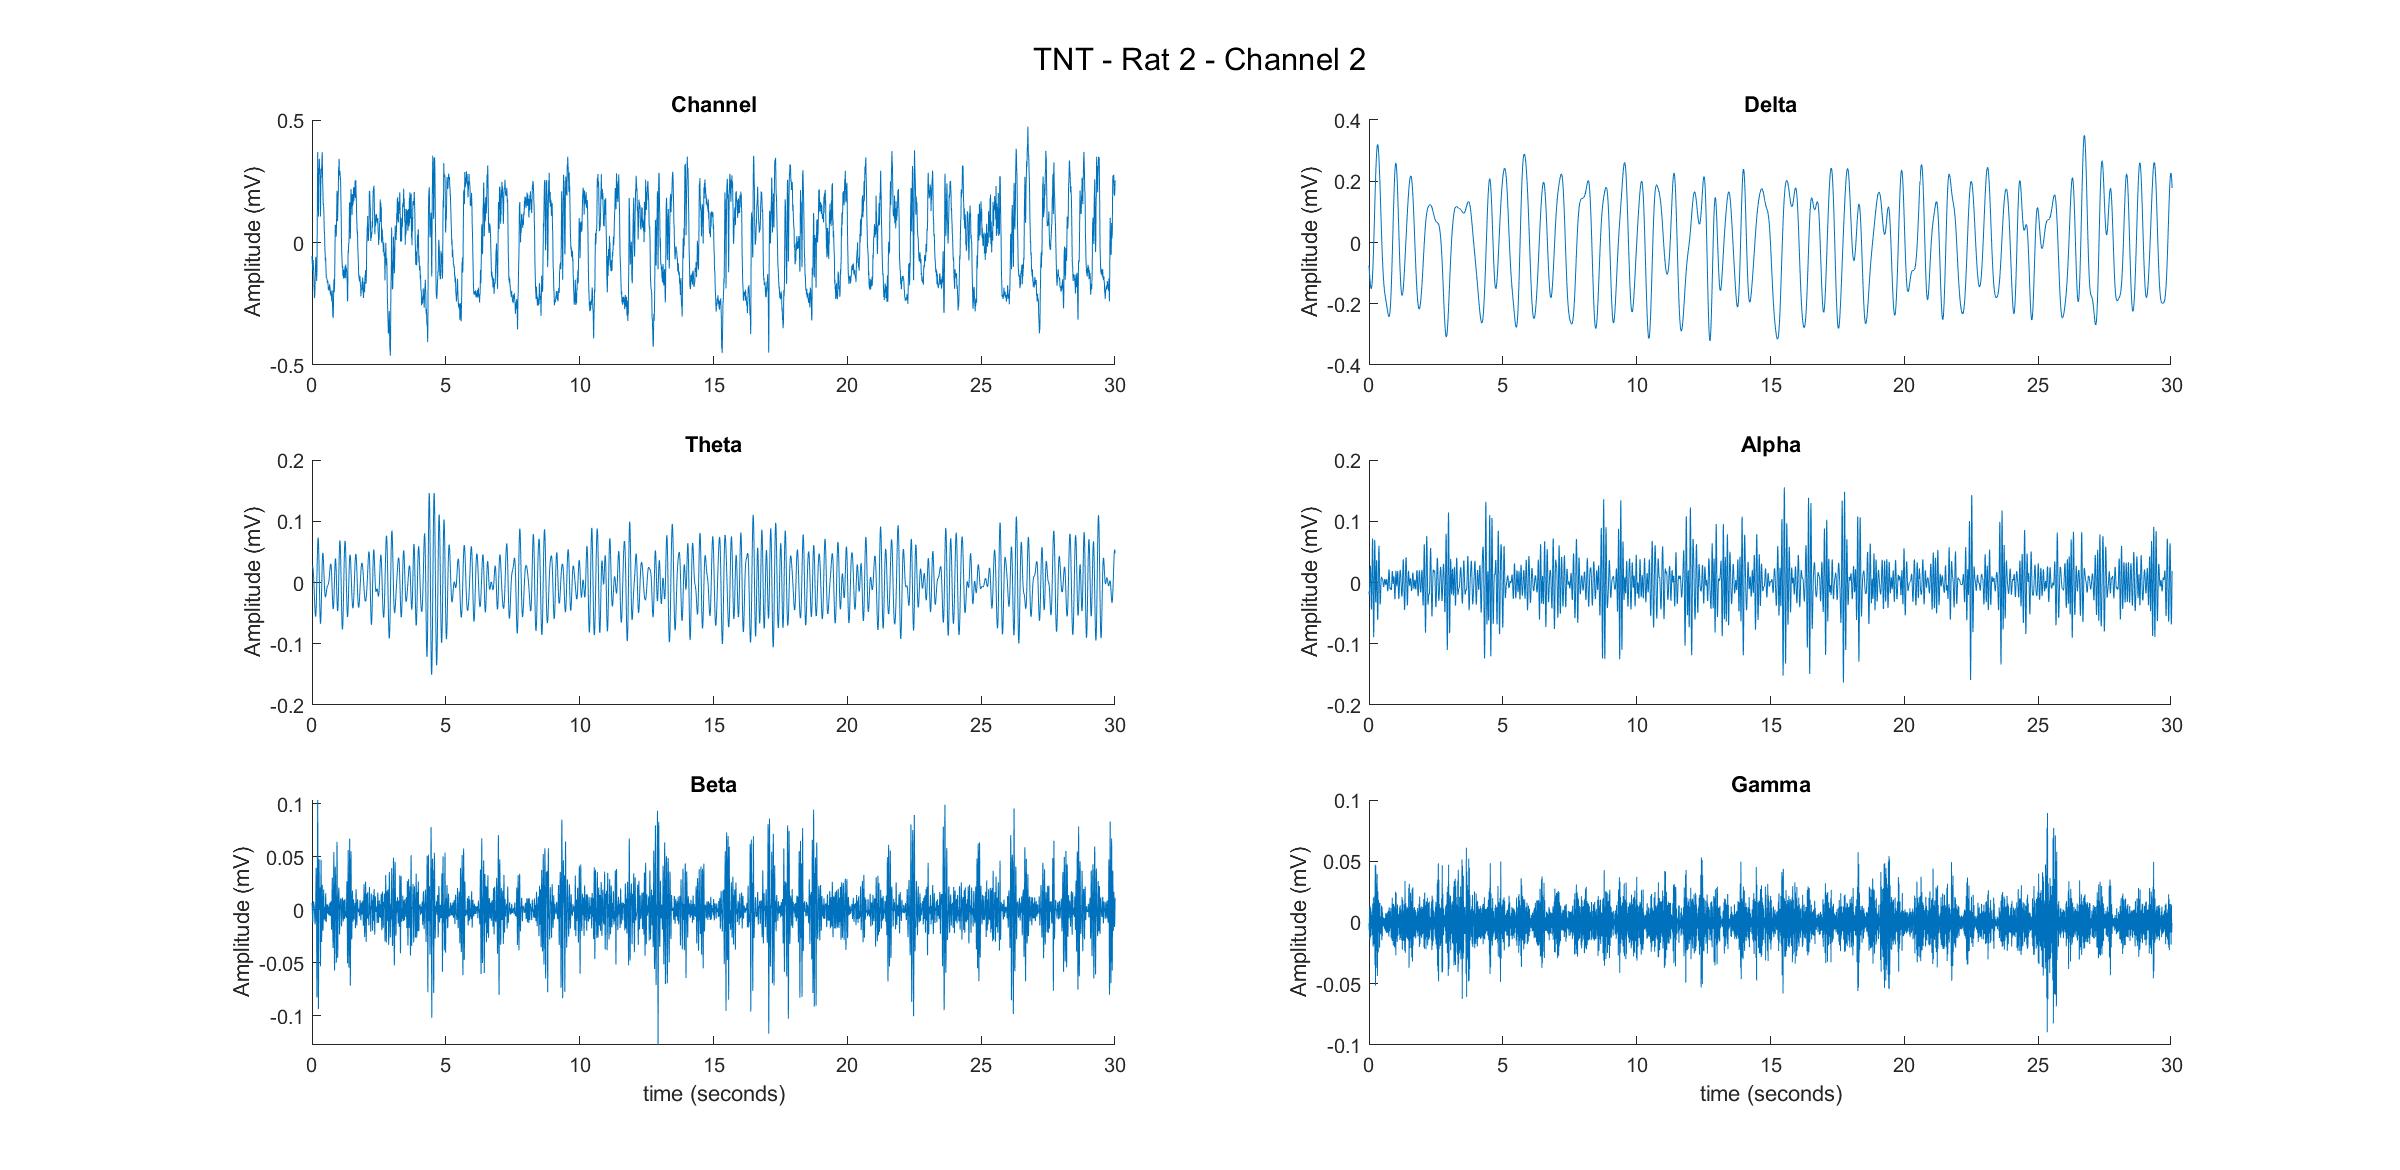 TNT - Rat 2 - Channel 2
Channel
Amplitude (mV)
0.5
0
-0.5
0 5 10 15 20 25 30
Delta
Amplitude (mV)
0.4
0.2
0
-0.2
-0.4
0 5 10 15 20 25 30
Theta
Amplitude (mV)
0.2
0.1
0
-0.1
-0.2
0 5 10 15 20 25 30
Alpha
Amplitude (mV)
0.2
0.1
0
-0.1
-0.2
0 5 10 15 20 25 30
Beta
Amplitude (mV)
0.1
0.05
0
-0.05
-0.1
0 5 10 15 20 25 30
time (seconds)
Gamma
Amplitude (mV)
0.1
0.05
0
-0.05
-0.1
0 5 10 15 20 25 30
time (seconds)